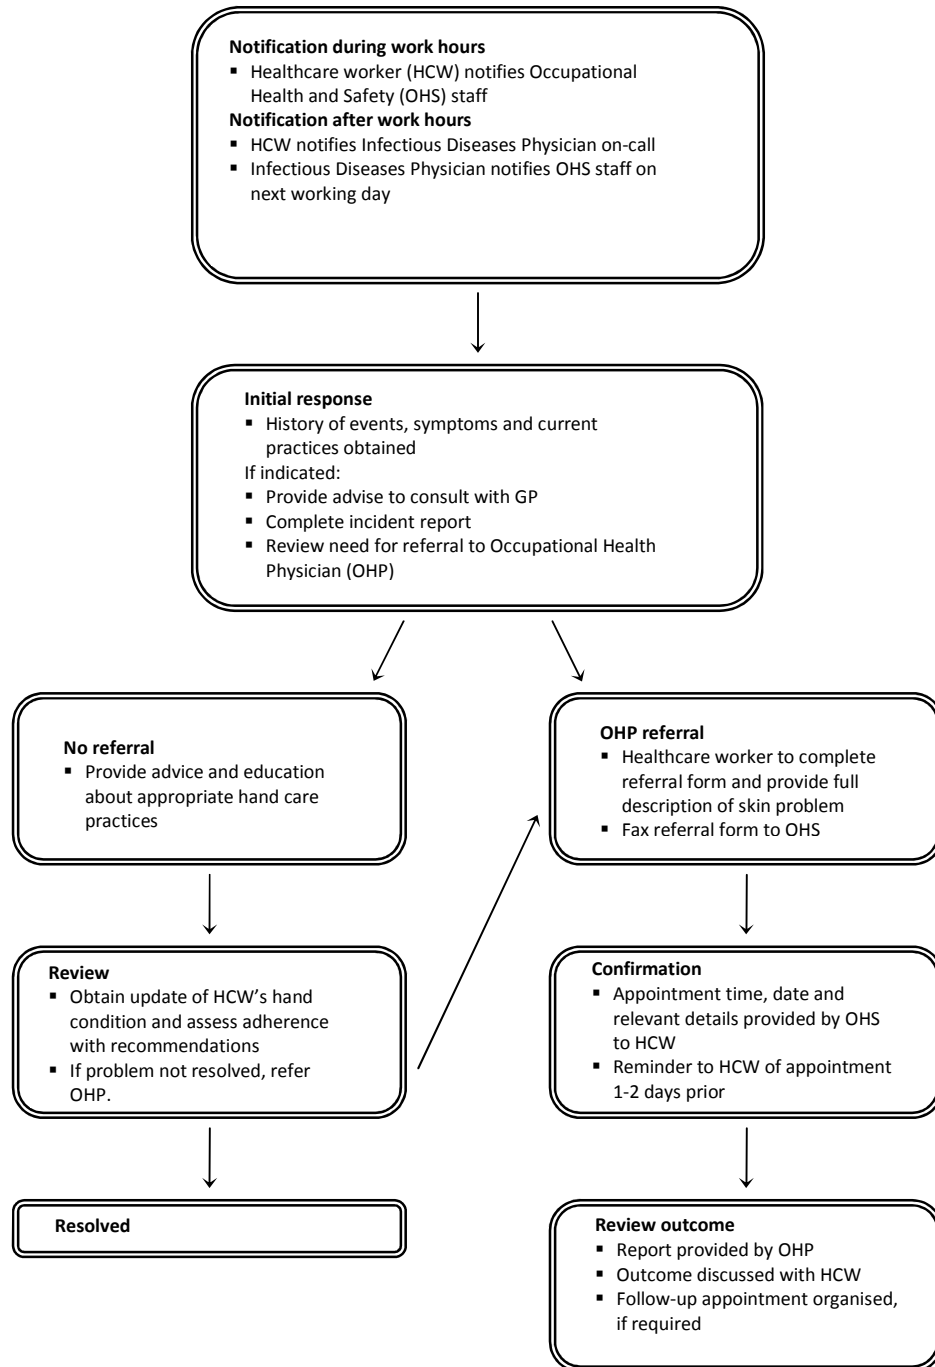 Notification during work hours
▪ Healthcare worker (HCW) notifies Occupational
Health and Safety (OHS) staff
Notification after work hours
▪ HCW notifies Infectious Diseases Physician on-call
▪ Infectious Diseases Physician notifies OHS staff on
next working day
Initial response
▪ History of events, symptoms and current
practices obtained
If indicated:
▪ Provide advise to consult with GP
▪ Complete incident report
▪ Review need for referral to Occupational Health
Physician (OHP)
No referral
▪ Provide advice and education
about appropriate hand care
practices
OHP referral
▪ Healthcare worker to complete
referral form and provide full
description of skin problem
▪ Fax referral form to OHS
Review
▪ Obtain update of HCW’s hand
condition and assess adherence
with recommendations
▪ If problem not resolved, refer
OHP.
Confirmation
▪ Appointment time, date and
relevant details provided by OHS
to HCW
▪ Reminder to HCW of appointment
1-2 days prior
Resolved
Review outcome
▪ Report provided by OHP
▪ Outcome discussed with HCW
▪ Follow-up appointment organised,
if required